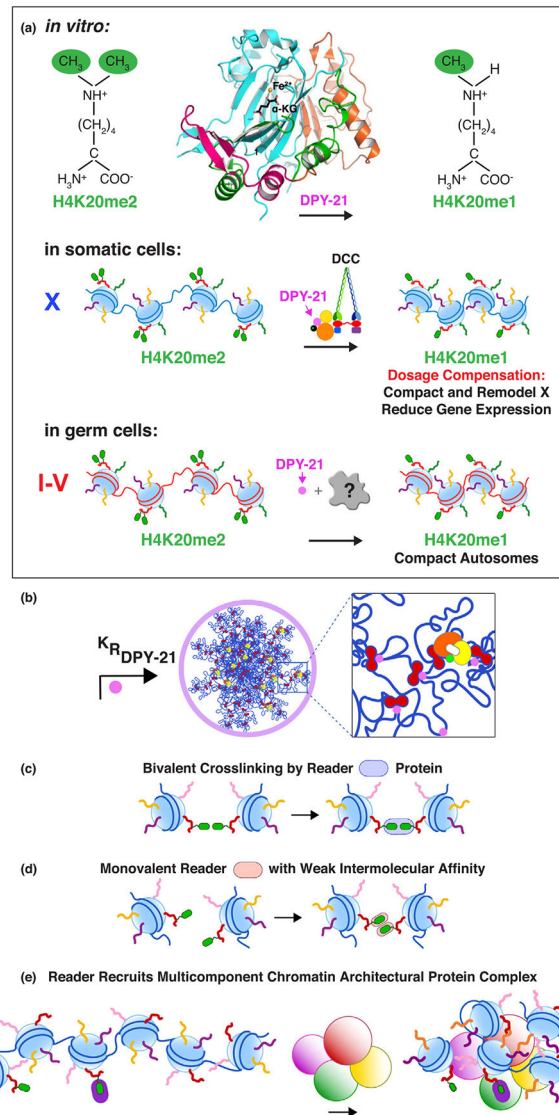 (a) in vitro:
CH₃ CH₃
NH⁺
(CH₂)₄
C
H₃N⁺ COO⁻
H4K20me2
Fe²⁺
α-KG
DPY-21
CH₃ H
NH⁺
(CH₂)₄
C
H₃N⁺ COO⁻
H4K20me1
in somatic cells:
X
H4K20me2
DCC
DPY-21
H4K20me1
Dosage Compensation:
Compact and Remodel X
Reduce Gene Expression
in germ cells:
I-V
H4K20me2
DPY-21
+ ?
H4K20me1
Compact Autosomes
(b)
KR DPY-21
(c) Bivalent Crosslinking by Reader Protein
(d) Monovalent Reader with Weak Intermolecular Affinity
(e) Reader Recruits Multicomponent Chromatin Architectural Protein Complex